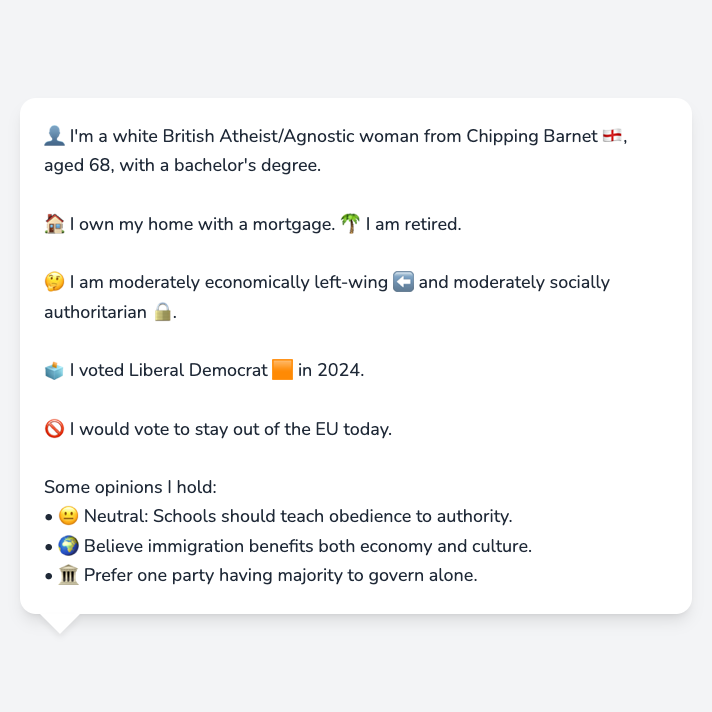 👤 I'm a white British Atheist/Agnostic woman from Chipping Barnet 🏴󠁧󠁢󠁥󠁮󠁧󠁿,
aged 68, with a bachelor's degree.
🏠 I own my home with a mortgage. 🌴 I am retired.
🤔 I am moderately economically left-wing ⬅️ and moderately socially
authoritarian 🔒.
🗳️ I voted Liberal Democrat 🟧 in 2024.
🚫 I would vote to stay out of the EU today.
Some opinions I hold:
• 😐 Neutral: Schools should teach obedience to authority.
• 🌍 Believe immigration benefits both economy and culture.
• 🏛️ Prefer one party having majority to govern alone.